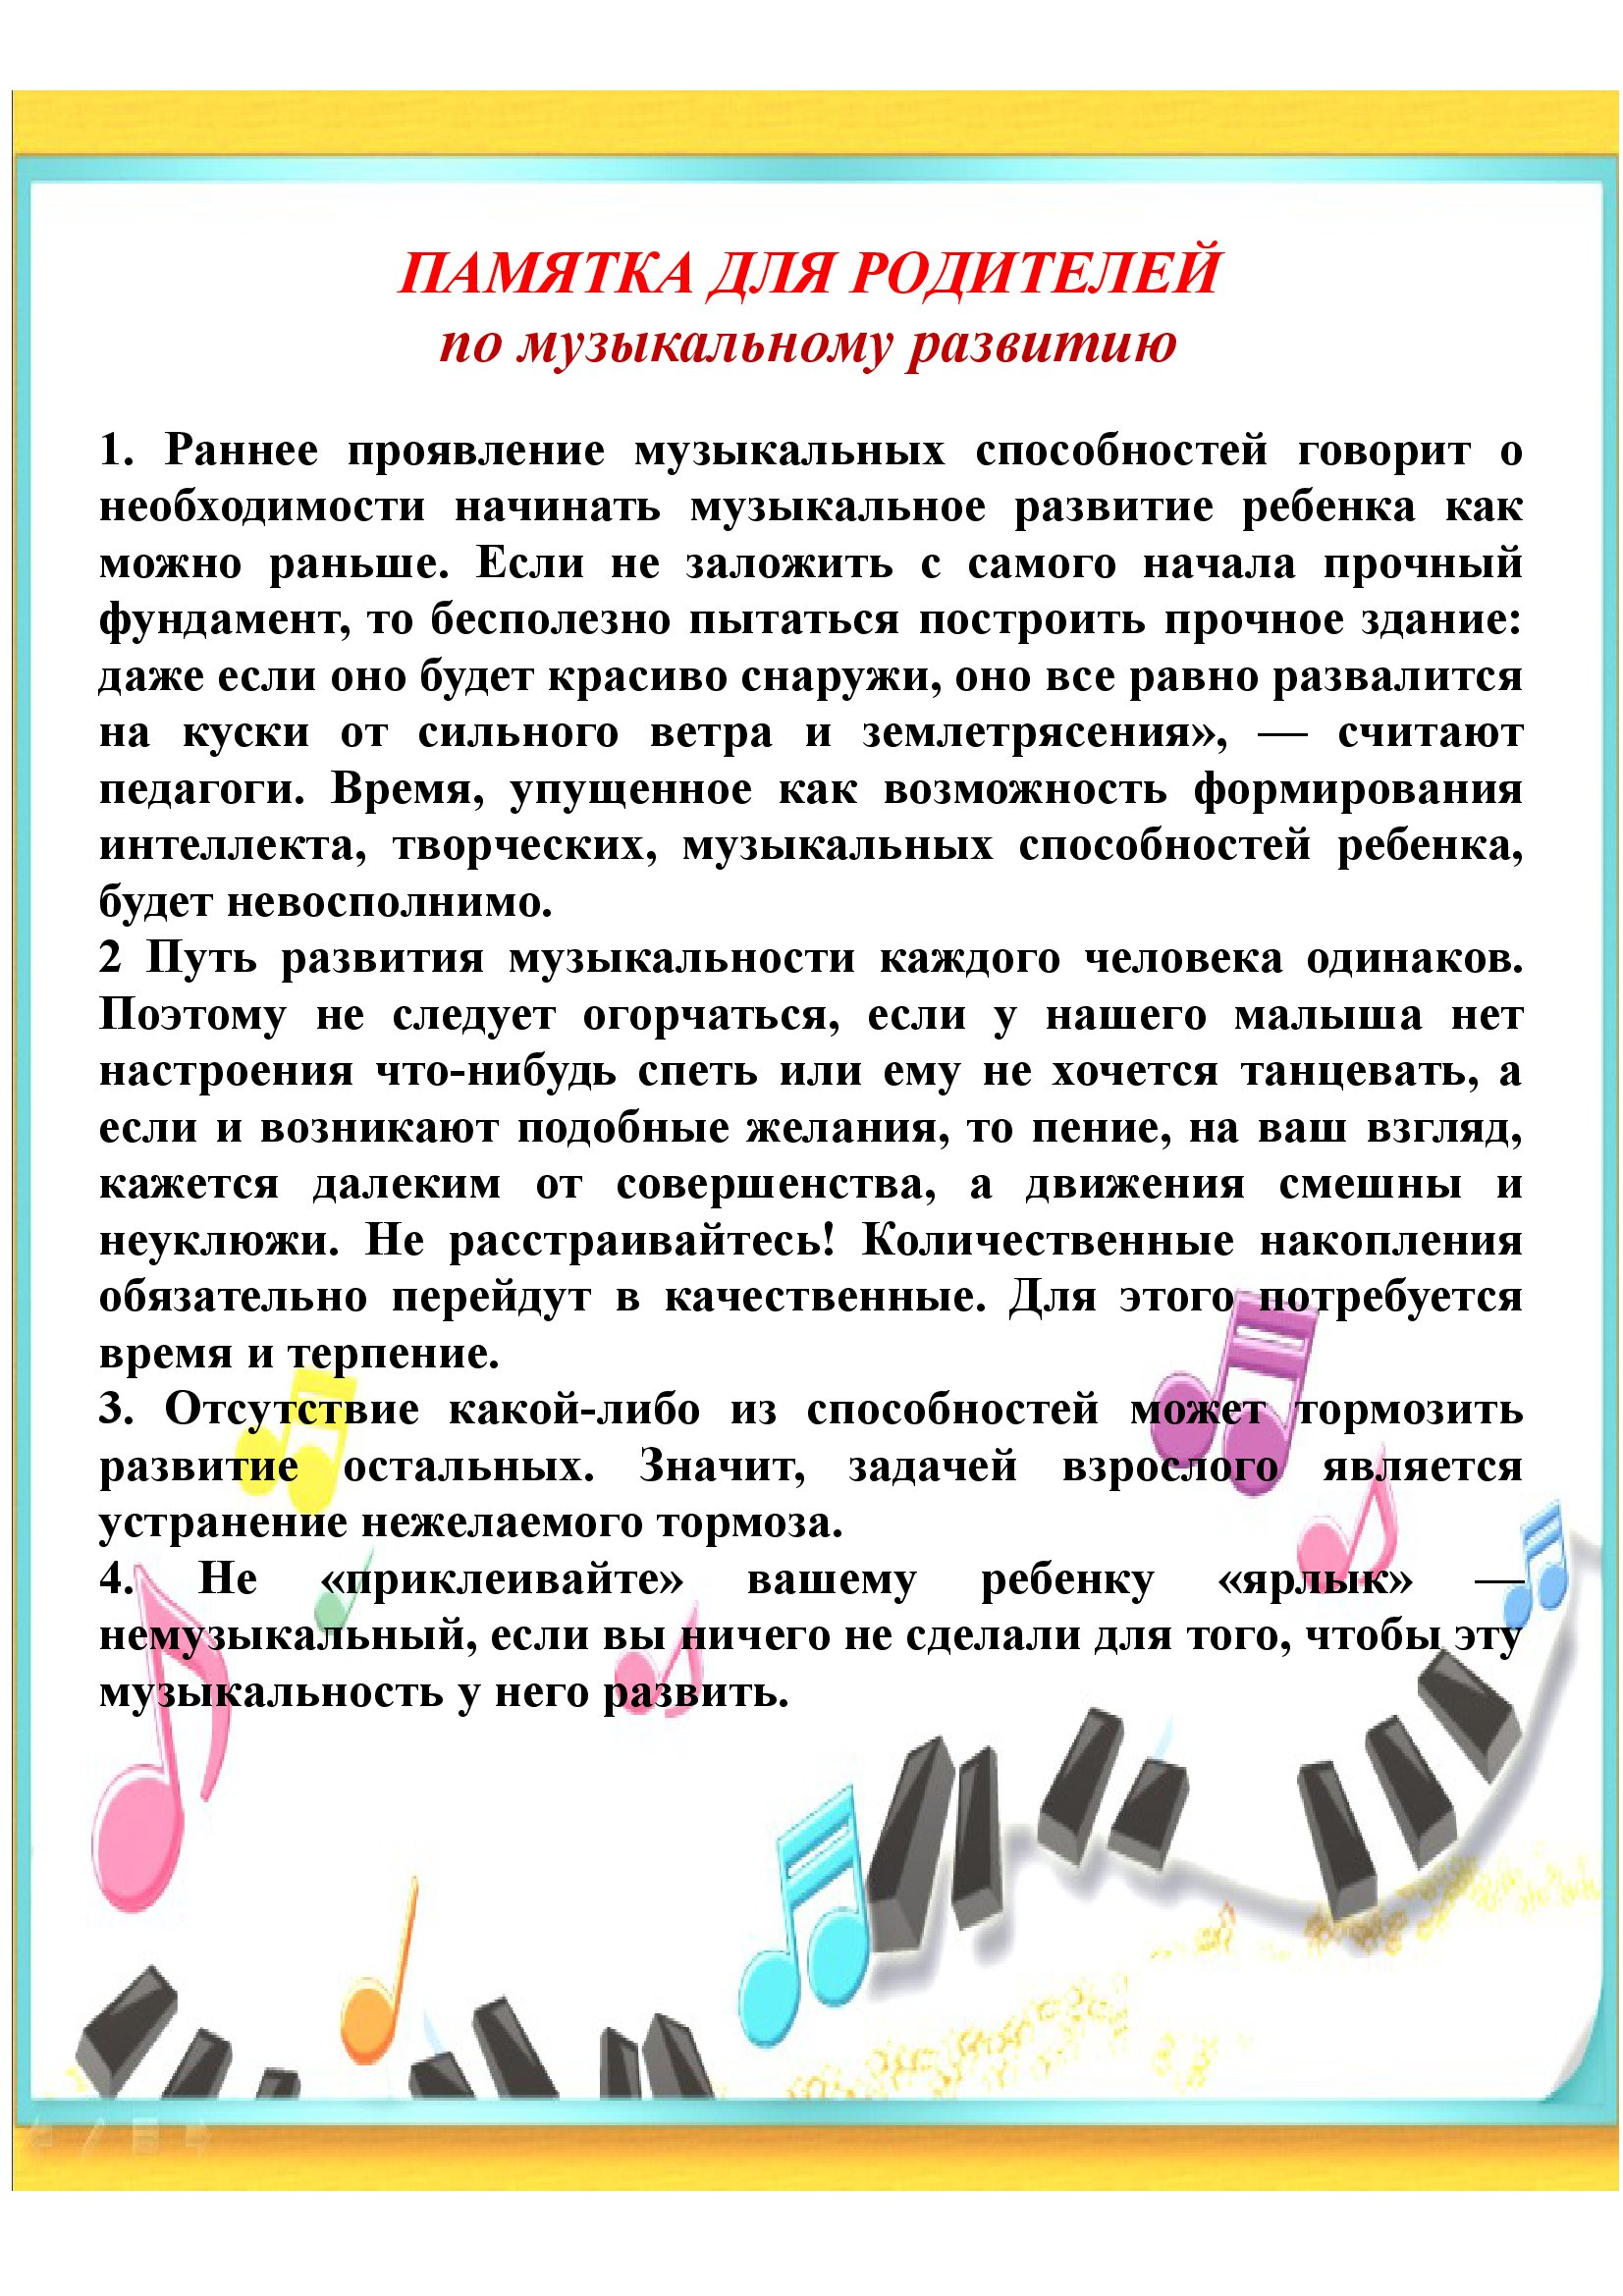 ПАМЯТКА ДЛЯ РОДИТЕЛЕЙ
по музыкальному развитию
1. Раннее проявление музыкальных способностей говорит о
необходимости начинать музыкальное развитие ребенка как
можно раньше. Если не заложить с самого начала прочный
фундамент, то бесполезно пытаться построить прочное здание:
даже если оно будет красиво снаружи, оно все равно развалится
на куски от сильного ветра и землетрясения», — считают
педагоги. Время, упущенное как возможность формирования
интеллекта, творческих, музыкальных способностей ребенка,
будет невосполнимо.
2 Путь развития музыкальности каждого человека одинаков.
Поэтому не следует огорчаться, если у нашего малыша нет
настроения что-нибудь спеть или ему не хочется танцевать, а
если и возникают подобные желания, то пение, на ваш взгляд,
кажется далеким от совершенства, а движения смешны и
неуклюжи. Не расстраивайтесь! Количественные накопления
обязательно перейдут в качественные. Для этого потребуется
время и терпение.
3. Отсутствие какой-либо из способностей может тормозить
развитие остальных. Значит, задачей взрослого является
устранение нежелаемого тормоза.
4. Не «приклеивайте» вашему ребенку «ярлык» —
немузыкальный, если вы ничего не сделали для того, чтобы эту
музыкальность у него развить.